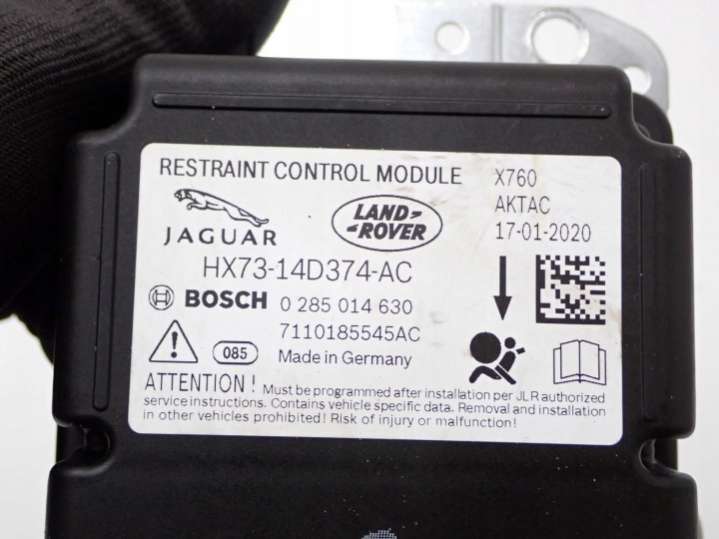 RESTRAINT CONTROL MODULE X760
AKTAC
JAGUAR LAND ROVER 17-01-2020
HX73-14D374-AC
BOSCH 0 285 014 630
7110185545AC
085 Made in Germany
ATTENTION ! Must be programmed after installation per JLR authorized
service instructions. Contains vehicle specific data. Removal and installation
in other vehicles prohibited! Risk of injury or malfunction!